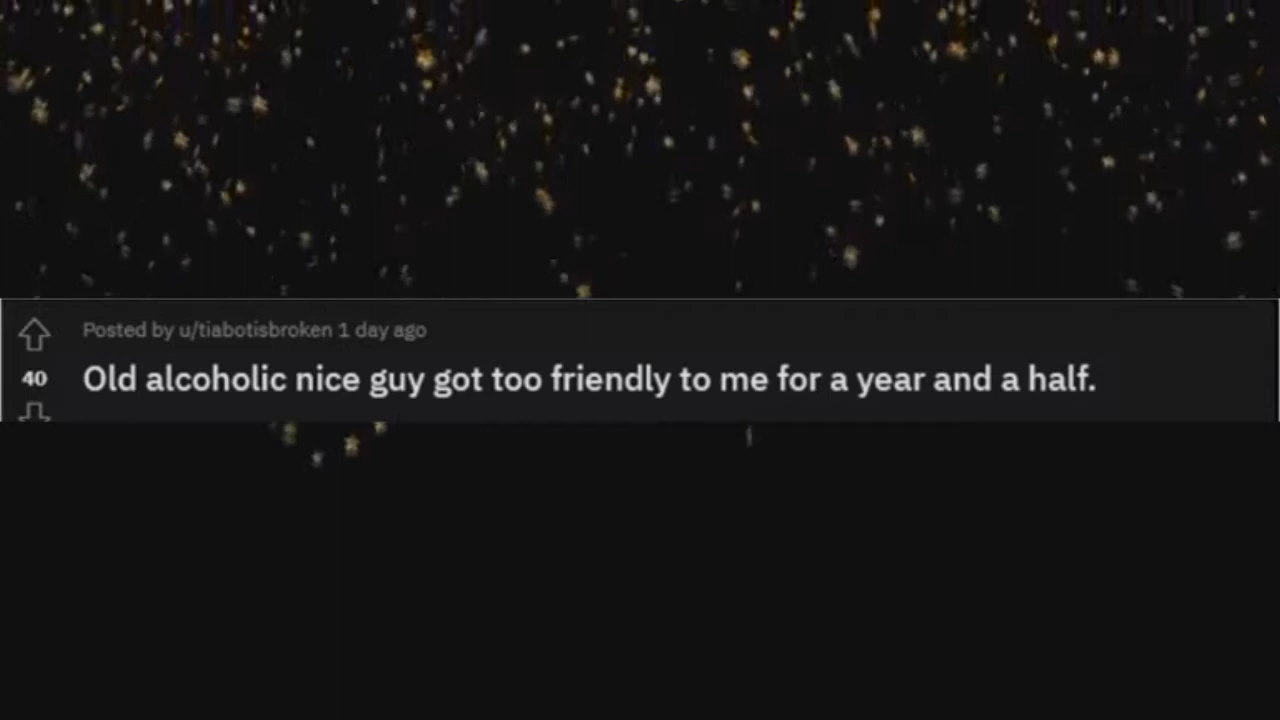 Posted by u/tiabotisbroken 1 day ago
40
Old alcoholic nice guy got too friendly to me for a year and a half.